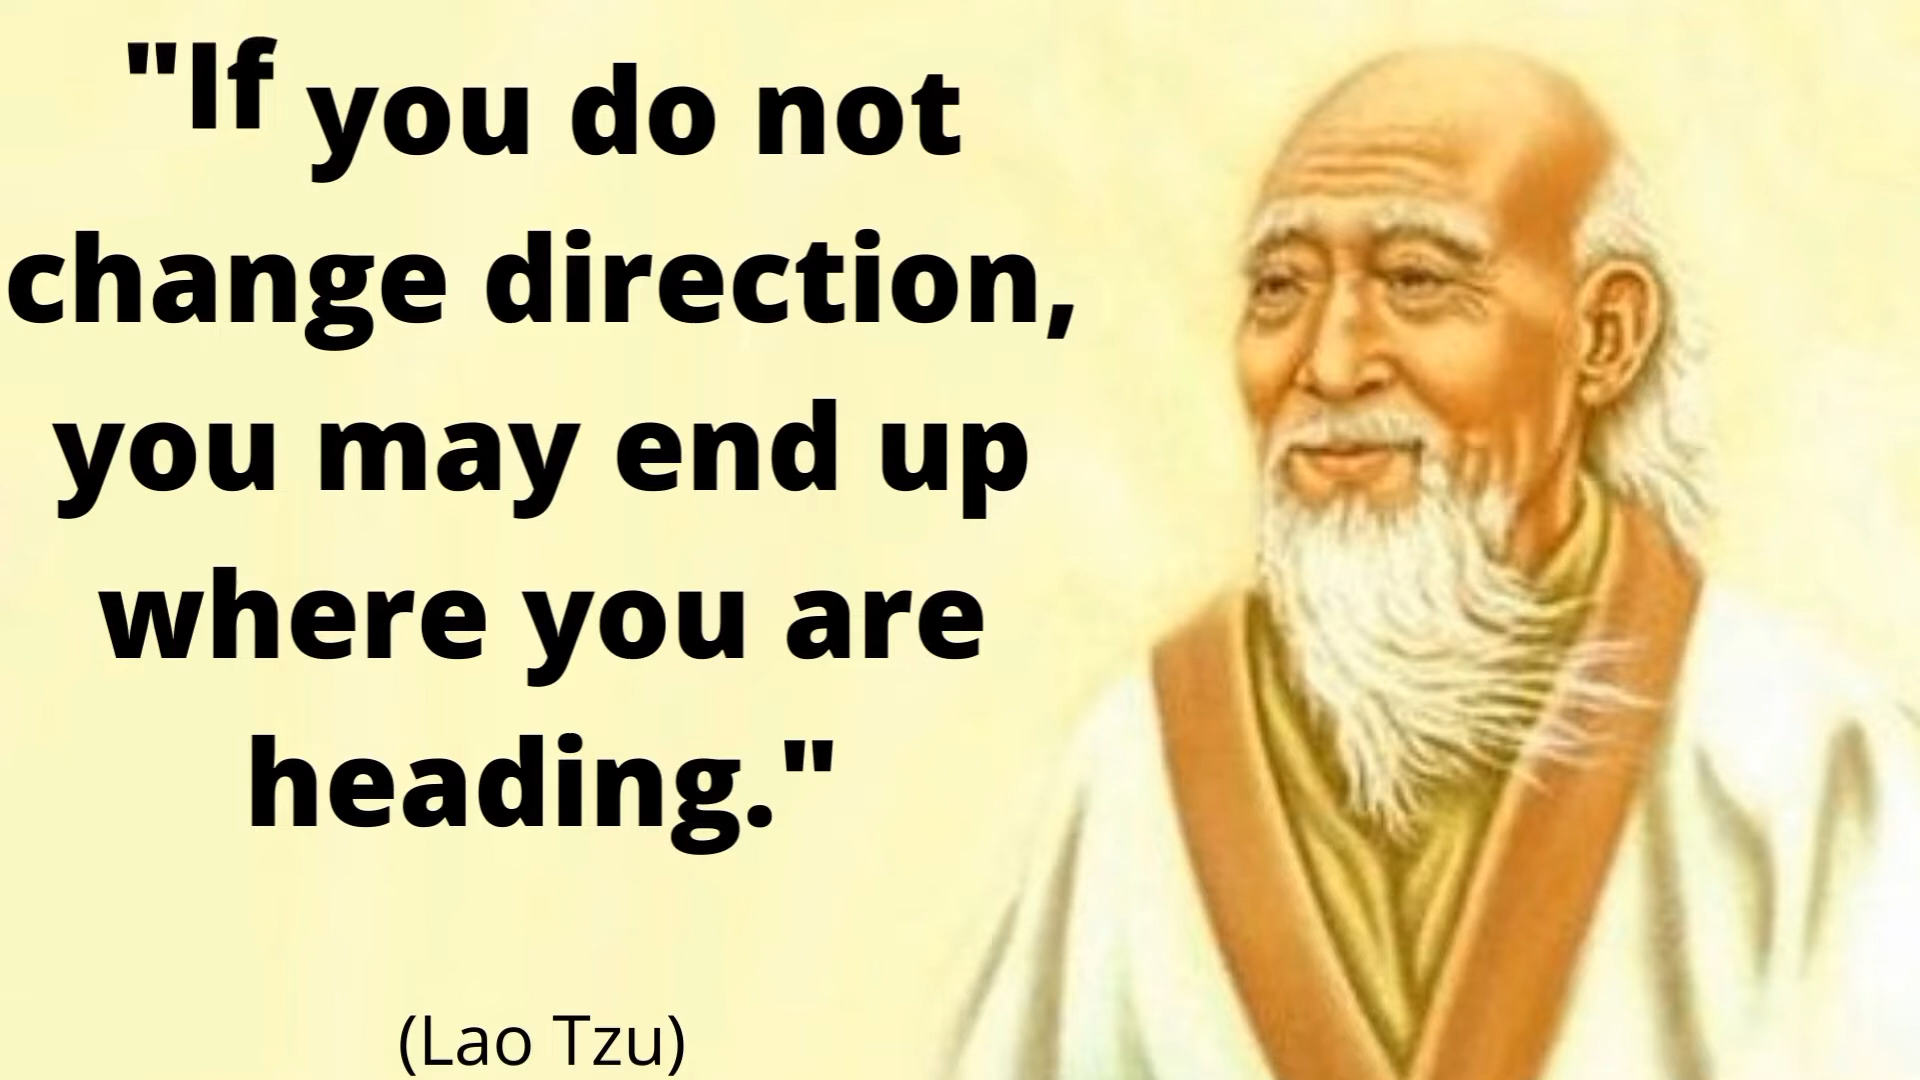 "If you do not
change direction,
you may end up
where you are
heading."
(Lao Tzu)